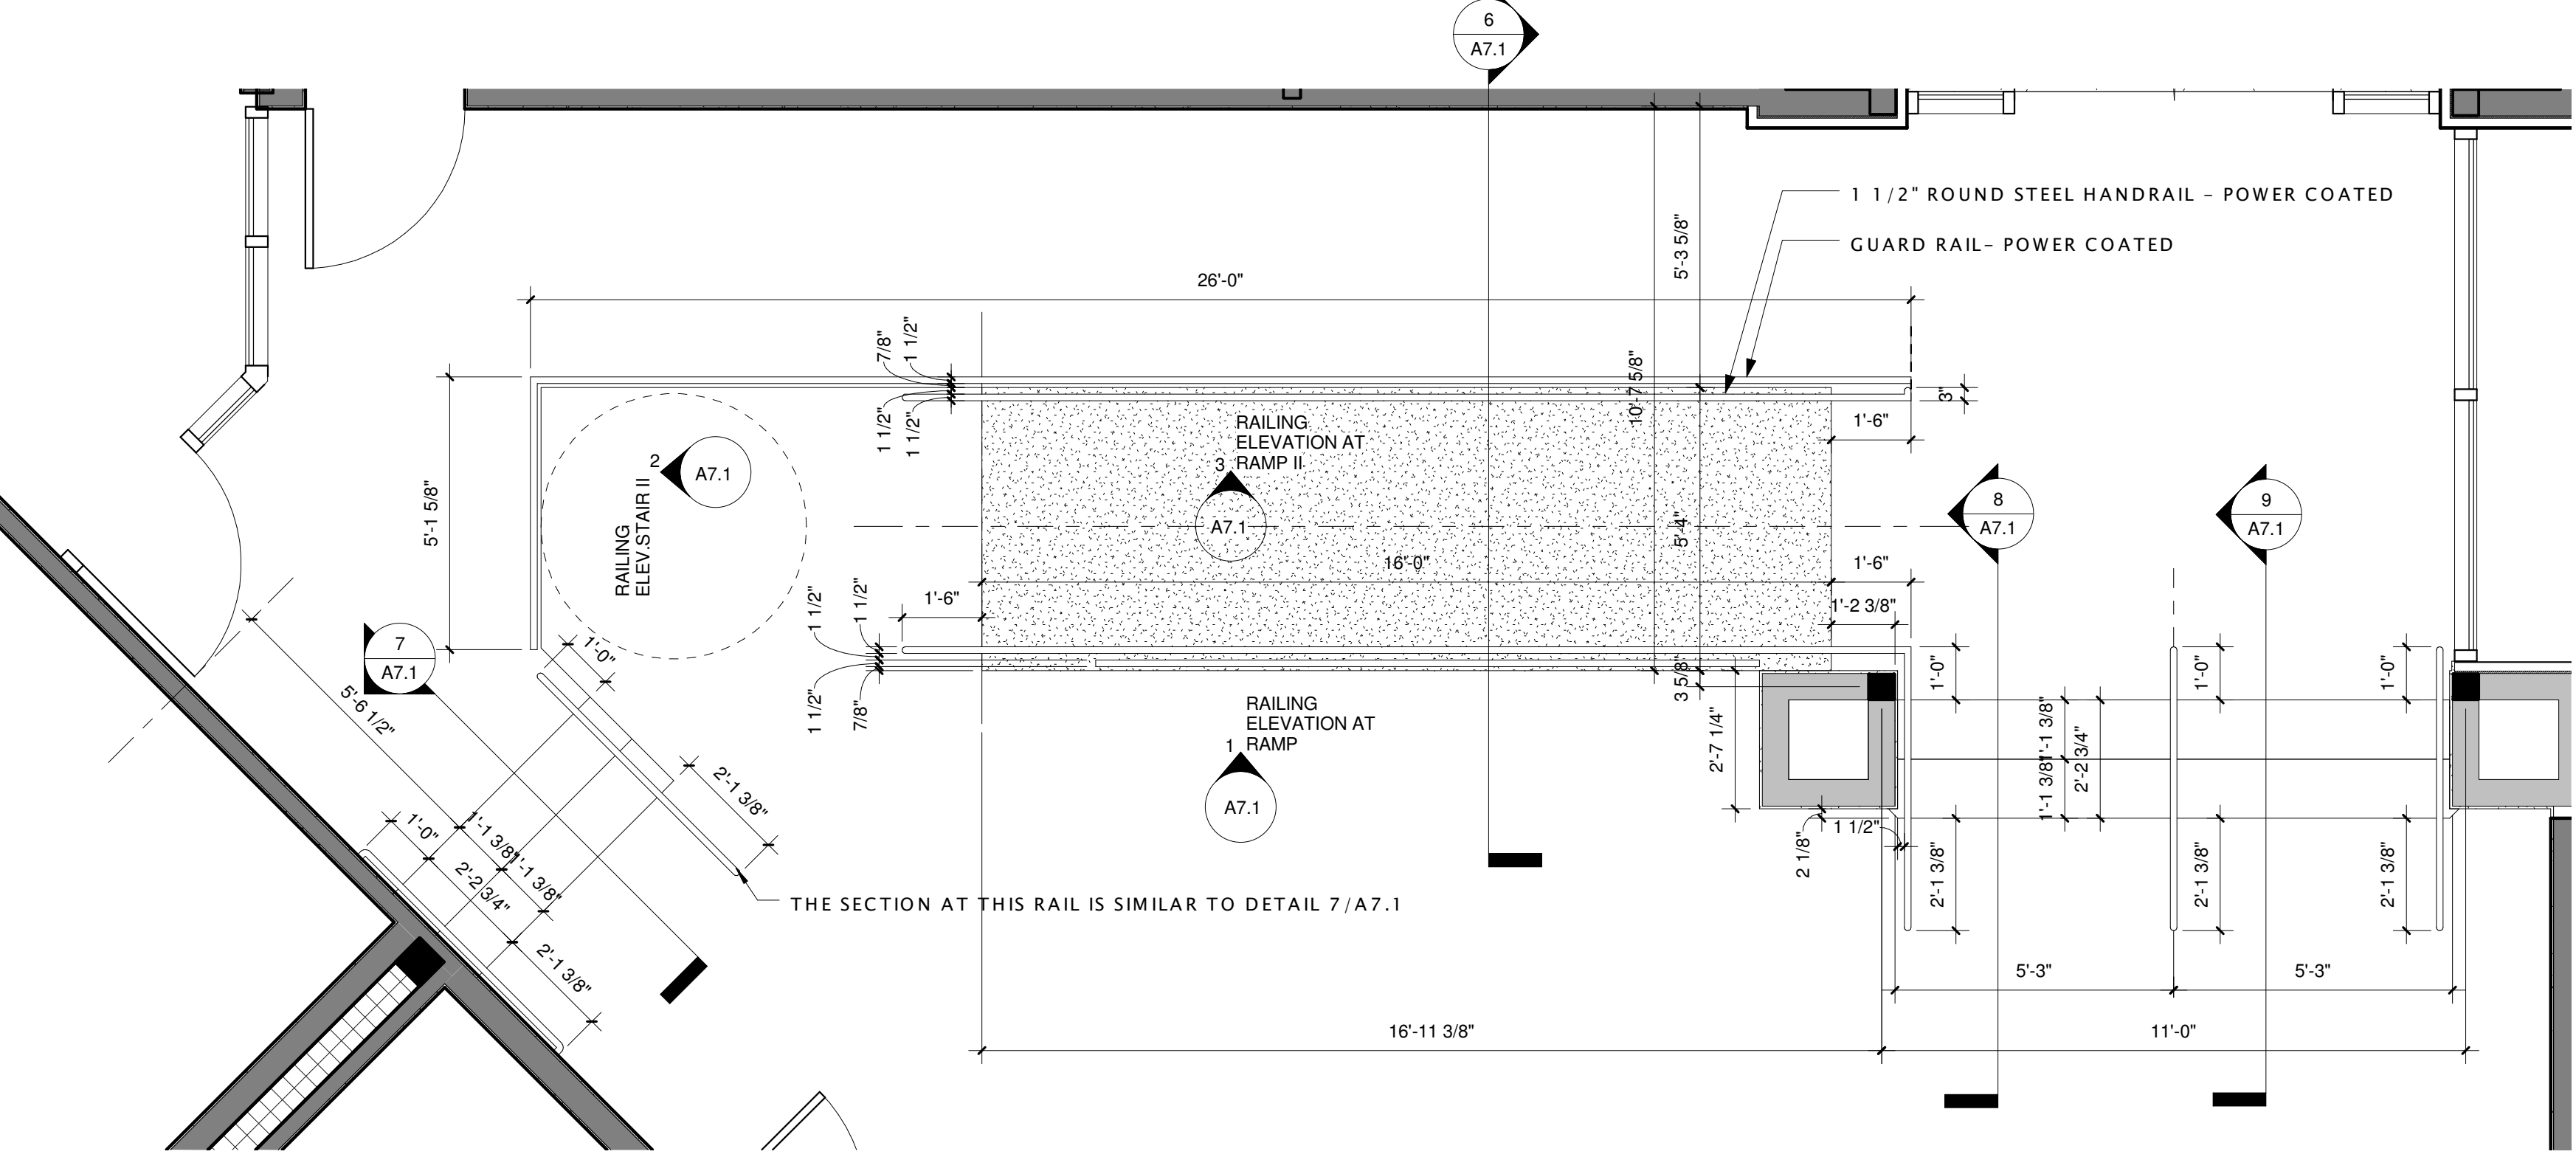 6
A7.1
1 1/2" ROUND STEEL HANDRAIL - POWER COATED
GUARD RAIL- POWER COATED
5'-3 5/8"
26'-0"
7/8"
1 1/2"
1 1/2"
1 1/2"
10'-7 5/8"
3"
1'-6"
RAILING
ELEVATION AT
RAMP II
3
A7.1
2
A7.1
RAILING
ELEV.STAIR II
5'-1 5/8"
8
A7.1
9
A7.1
5'-4"
16'-0"
1'-6"
1'-6"
1'-2 3/8"
1 1/2"
1 1/2"
1 1/2"
7/8"
7
A7.1
1'-0"
5'-6 1/2"
2'-1 3/8"
3 5/8"
RAILING
ELEVATION AT
RAMP
1
A7.1
2'-7 1/4"
1'-0"
1'-0"
1'-0"
1'-1 3/8"
1'-1 3/8"
2'-2 3/4"
1'-0"
1'-1 3/8"
1'-1 3/8"
2'-2 3/4"
2'-1 3/8"
2 1/8"
1 1/2"
2'-1 3/8"
2'-1 3/8"
2'-1 3/8"
THE SECTION AT THIS RAIL IS SIMILAR TO DETAIL 7/A7.1
5'-3"
5'-3"
16'-11 3/8"
11'-0"